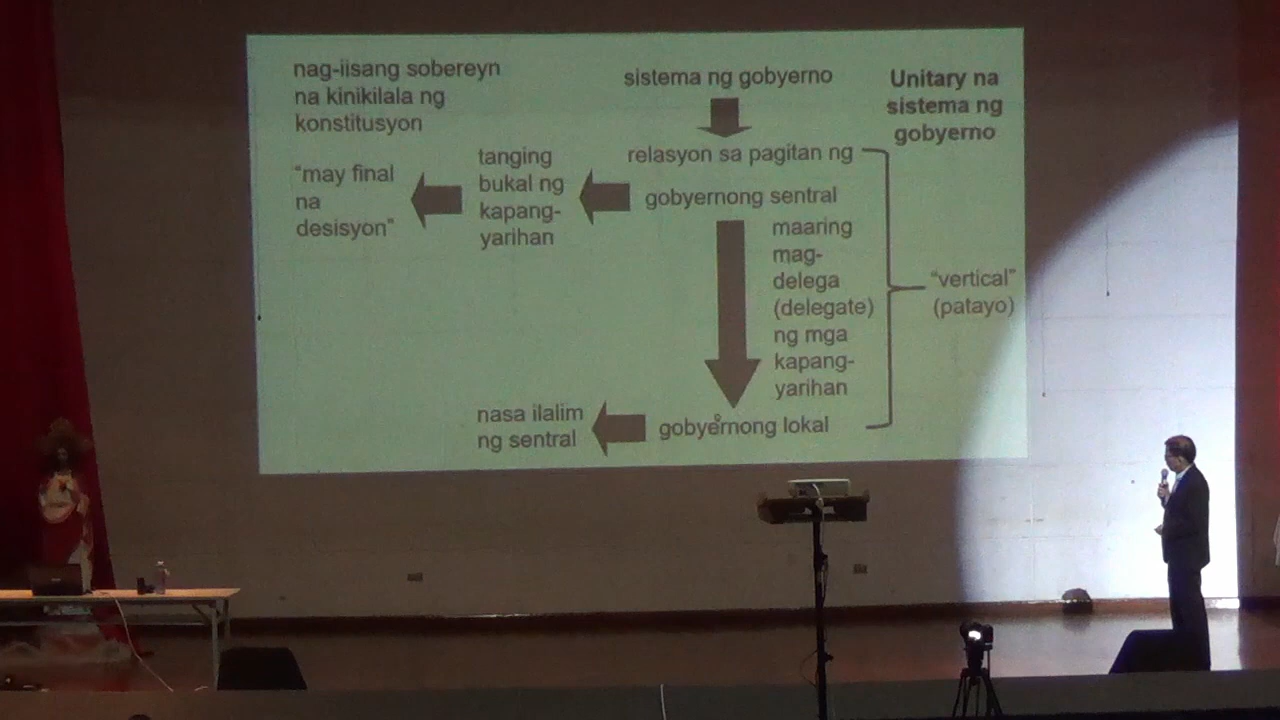 nag-iisang sobereyn
na kinikilala ng
konstitusyon
"may final
na
desisyon"
tanging
bukal ng
kapang-
yarihan
sistema ng gobyerno
relasyon sa pagitan ng
gobyernong sentral
maaring
mag-
delega
(delegate)
ng mga
kapang-
yarihan
nasa ilalim
ng sentral
gobyernong lokal
Unitary na
sistema ng
gobyerno
"vertical"
(patayo)